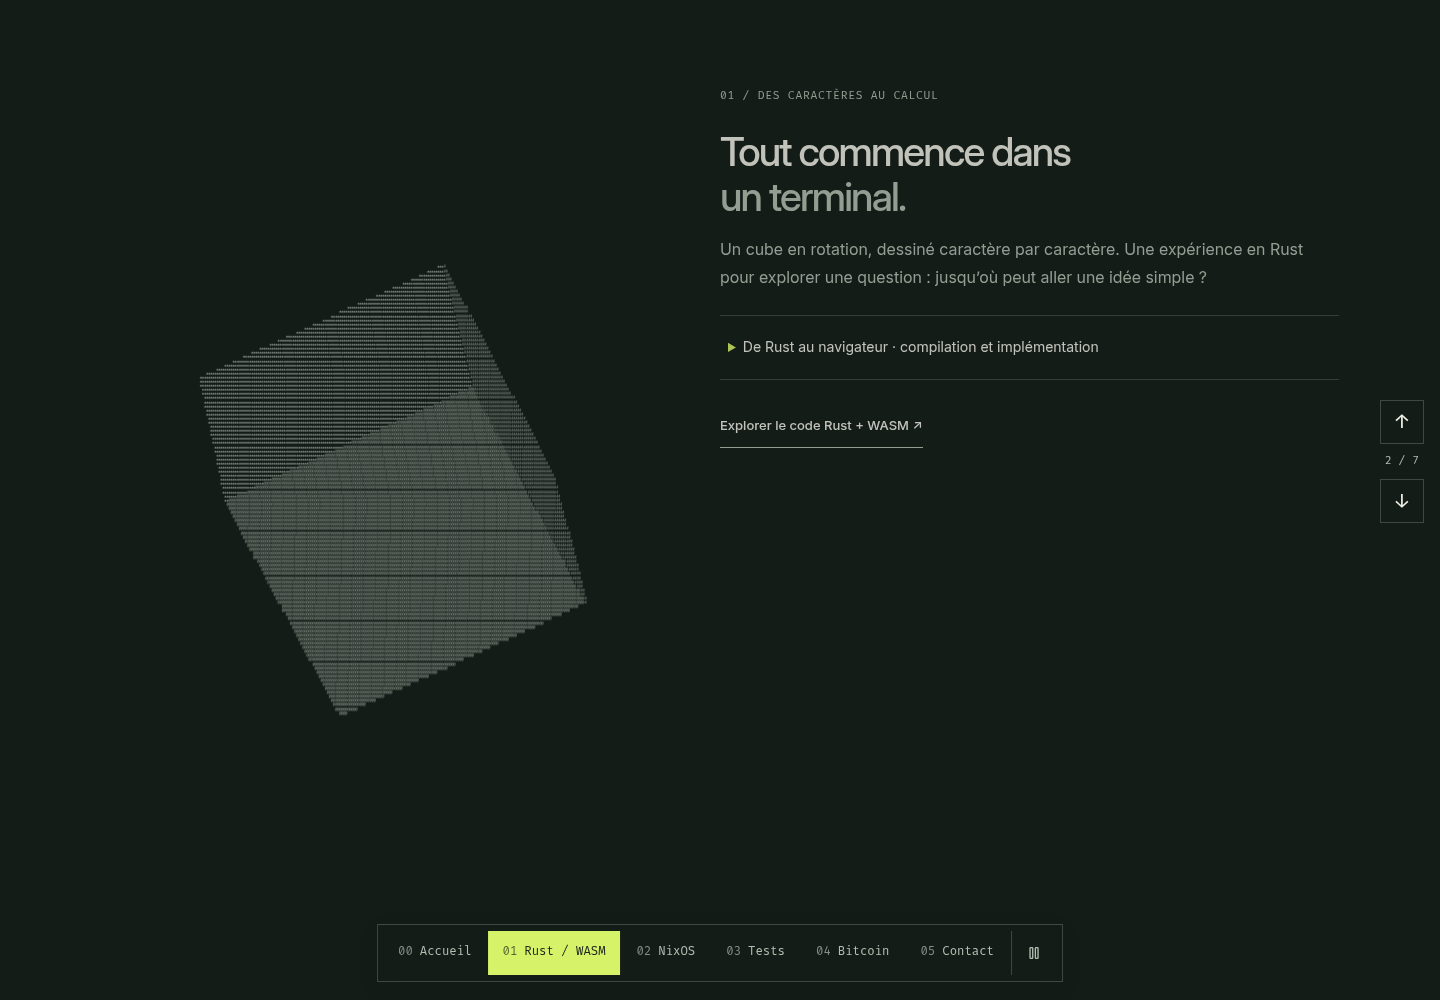 01 / DES CARACTÈRES AU CALCUL
Tout commence dans
un terminal.
Un cube en rotation, dessiné caractère par caractère. Une expérience en Rust
pour explorer une question : jusqu’où peut aller une idée simple ?
▶ De Rust au navigateur · compilation et implémentation
Explorer le code Rust + WASM ↗
↑
2 / 7
↓
00 Accueil 01 Rust / WASM 02 NixOS 03 Tests 04 Bitcoin 05 Contact